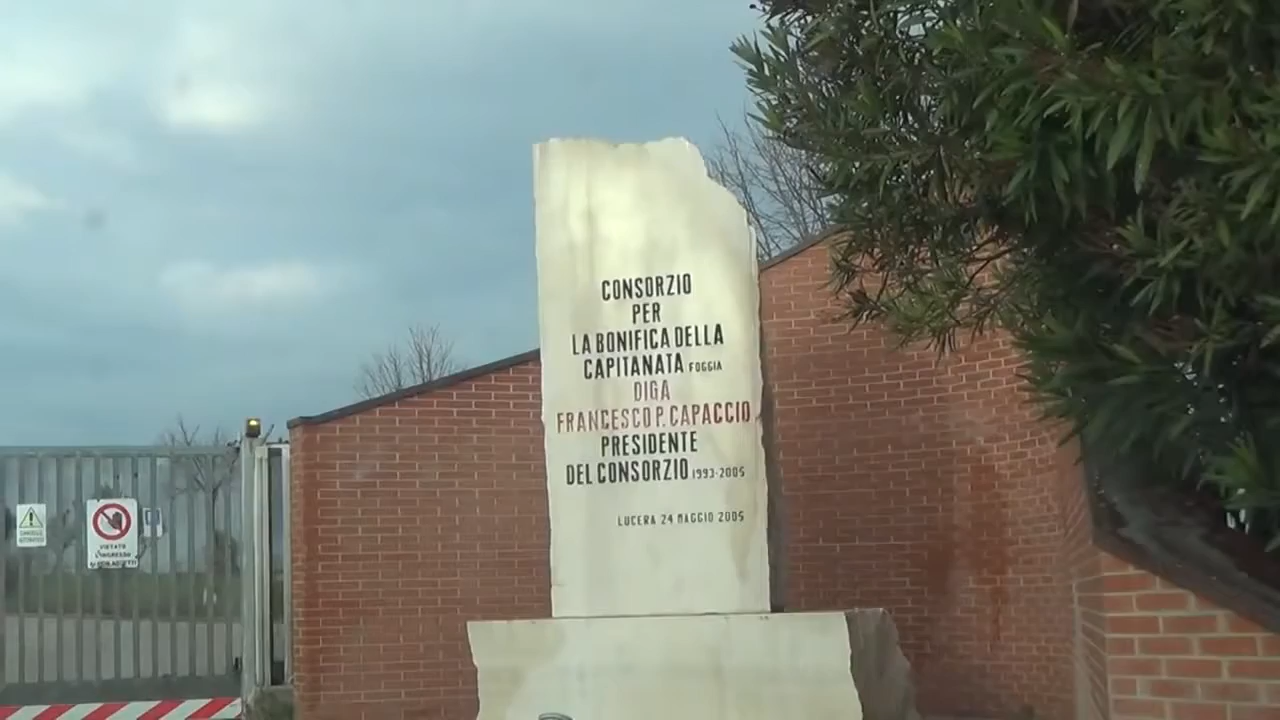 CONSORZIO
PER
LA BONIFICA DELLA
CAPITANATA FOGGIA
DIGA
FRANCESCO P. CAPACCIO
PRESIDENTE
DEL CONSORZIO 1993-2005
LUCERA 24 MAGGIO 2005
VIETATO
L'INGRESSO